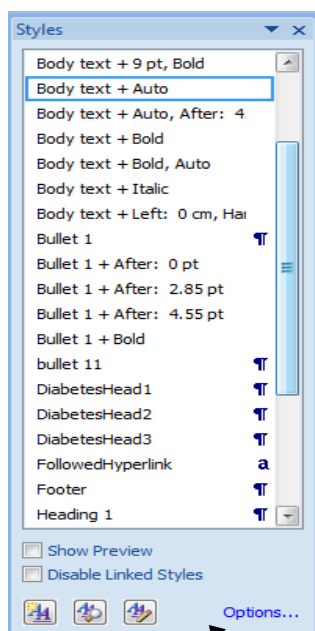 Styles
Body text + 9 pt, Bold
Body text + Auto
Body text + Auto, After: 4
Body text + Bold
Body text + Bold, Auto
Body text + Italic
Body text + Left: 0 cm, Han
Bullet 1 ¶
Bullet 1 + After: 0 pt
Bullet 1 + After: 2.85 pt
Bullet 1 + After: 4.55 pt
Bullet 1 + Bold
bullet 11 ¶
DiabetesHead1 ¶
DiabetesHead2 ¶
DiabetesHead3 ¶
FollowedHyperlink a
Footer ¶
Heading 1 ¶
Show Preview
Disable Linked Styles
Options...